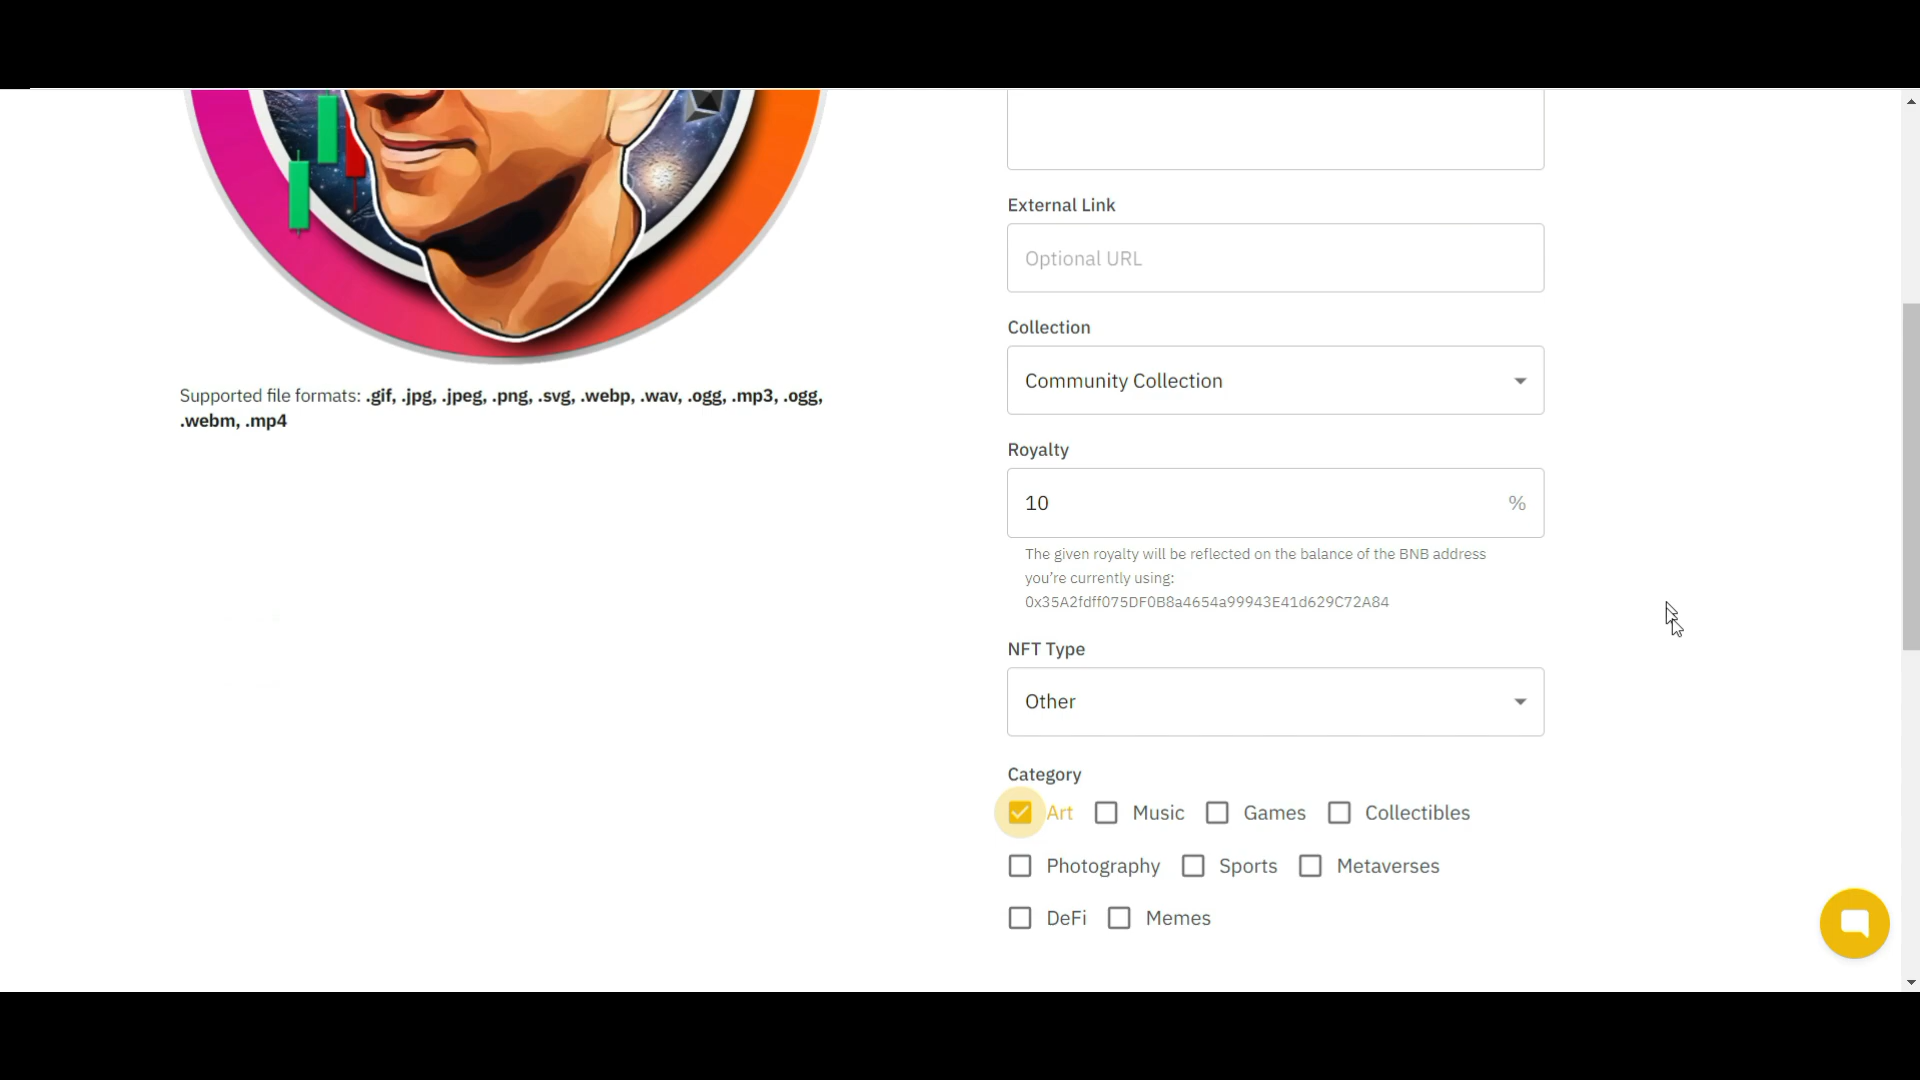 Supported file formats: .gif, .jpg, .jpeg, .png, .svg, .webp, .wav, .ogg, .mp3, .ogg,
.webm, .mp4
External Link
Optional URL
Collection
Community Collection
Royalty
10 %
The given royalty will be reflected on the balance of the BNB address
you’re currently using:
0x35A2fdff075DF0B8a4654a99943E41d629C72A84
NFT Type
Other
Category
Art Music Games Collectibles
Photography Sports Metaverses
DeFi Memes